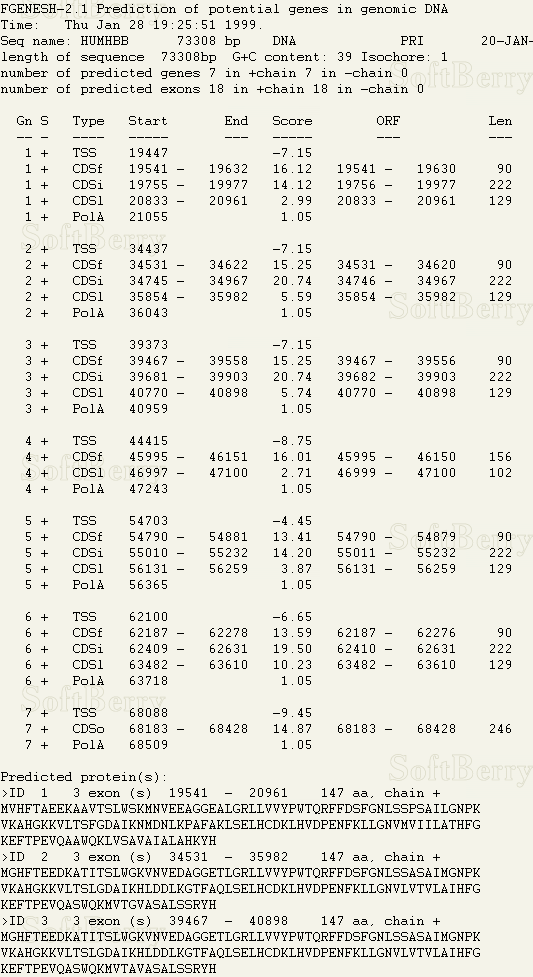 FGENESH-2.1 Prediction of potential genes in genomic DNA
Time:   Thu Jan 28 19:25:51 1999.
Seq name: HUMHBB      73308 bp    DNA             PRI       20-JAN-
length of sequence  73308bp  G+C content: 39 Isochore: 1
number of predicted genes 7 in +chain 7 in -chain 0
number of predicted exons 18 in +chain 18 in -chain 0
Gn S   Type   Start       End   Score       ORF           Len
-- -   ----   -----       ---   -----       ---           ---
1 +   TSS    19447             -7.15
1 +   CDSf   19541 -   19632   16.12   19541 -   19630     90
1 +   CDSi   19755 -   19977   14.12   19756 -   19977    222
1 +   CDSl   20833 -   20961    2.99   20833 -   20961    129
1 +   PolA   21055              1.05
2 +   TSS    34437             -7.15
2 +   CDSf   34531 -   34622   15.25   34531 -   34620     90
2 +   CDSi   34745 -   34967   20.74   34746 -   34967    222
2 +   CDSl   35854 -   35982    5.59   35854 -   35982    129
2 +   PolA   36043              1.05
3 +   TSS    39373             -7.15
3 +   CDSf   39467 -   39558   15.25   39467 -   39556     90
3 +   CDSi   39681 -   39903   20.74   39682 -   39903    222
3 +   CDSl   40770 -   40898    5.74   40770 -   40898    129
3 +   PolA   40959              1.05
4 +   TSS    44415             -8.75
4 +   CDSf   45995 -   46151   16.01   45995 -   46150    156
4 +   CDSl   46997 -   47100    2.71   46999 -   47100    102
4 +   PolA   47243              1.05
5 +   TSS    54703             -4.45
5 +   CDSf   54790 -   54881   13.41   54790 -   54879     90
5 +   CDSi   55010 -   55232   14.20   55011 -   55232    222
5 +   CDSl   56131 -   56259    3.87   56131 -   56259    129
5 +   PolA   56365              1.05
6 +   TSS    62100             -6.65
6 +   CDSf   62187 -   62278   13.59   62187 -   62276     90
6 +   CDSi   62409 -   62631   19.50   62410 -   62631    222
6 +   CDSl   63482 -   63610   10.23   63482 -   63610    129
6 +   PolA   63718              1.05
7 +   TSS    68088             -9.45
7 +   CDSo   68183 -   68428   14.87   68183 -   68428    246
7 +   PolA   68509              1.05
Predicted protein(s):
>ID  1   3 exon (s)  19541  -  20961    147 aa, chain +
MVHFTAEEKAAVTSLWSKMNVEEAGGEALGRLLVVYPWTQRFFDSFGNLSSPSAILGNPK
VKAHGKKVLTSFGDAIKNMDNLKPAFAKLSELHCDKLHVDPENFKLLGNVMVIILATHFG
KEFTPEVQAAWQKLVSAVAIALAHKYH
>ID  2   3 exon (s)  34531  -  35982    147 aa, chain +
MGHFTEEDKATITSLWGKVNVEDAGGETLGRLLVVYPWTQRFFDSFGNLSSASAIMGNPK
VKAHGKKVLTSLGDAIKHLDDLKGTFAQLSELHCDKLHVDPENFKLLGNVLVTVLAIHFG
KEFTPEVQASWQKMVTGVASALSSRYH
>ID  3   3 exon (s)  39467  -  40898    147 aa, chain +
MGHFTEEDKATITSLWGKVNVEDAGGETLGRLLVVYPWTQRFFDSFGNLSSASAIMGNPK
VKAHGKKVLTSLGDAIKHLDDLKGTFAQLSELHCDKLHVDPENFKLLGNVLVTVLAIHFG
KEFTPEVQASWQKMVTAVASALSSRYH
SoftBerry
SoftBerry
SoftBerry
SoftBerry
SoftBerry
SoftBerry
SoftBerry
SoftBerry